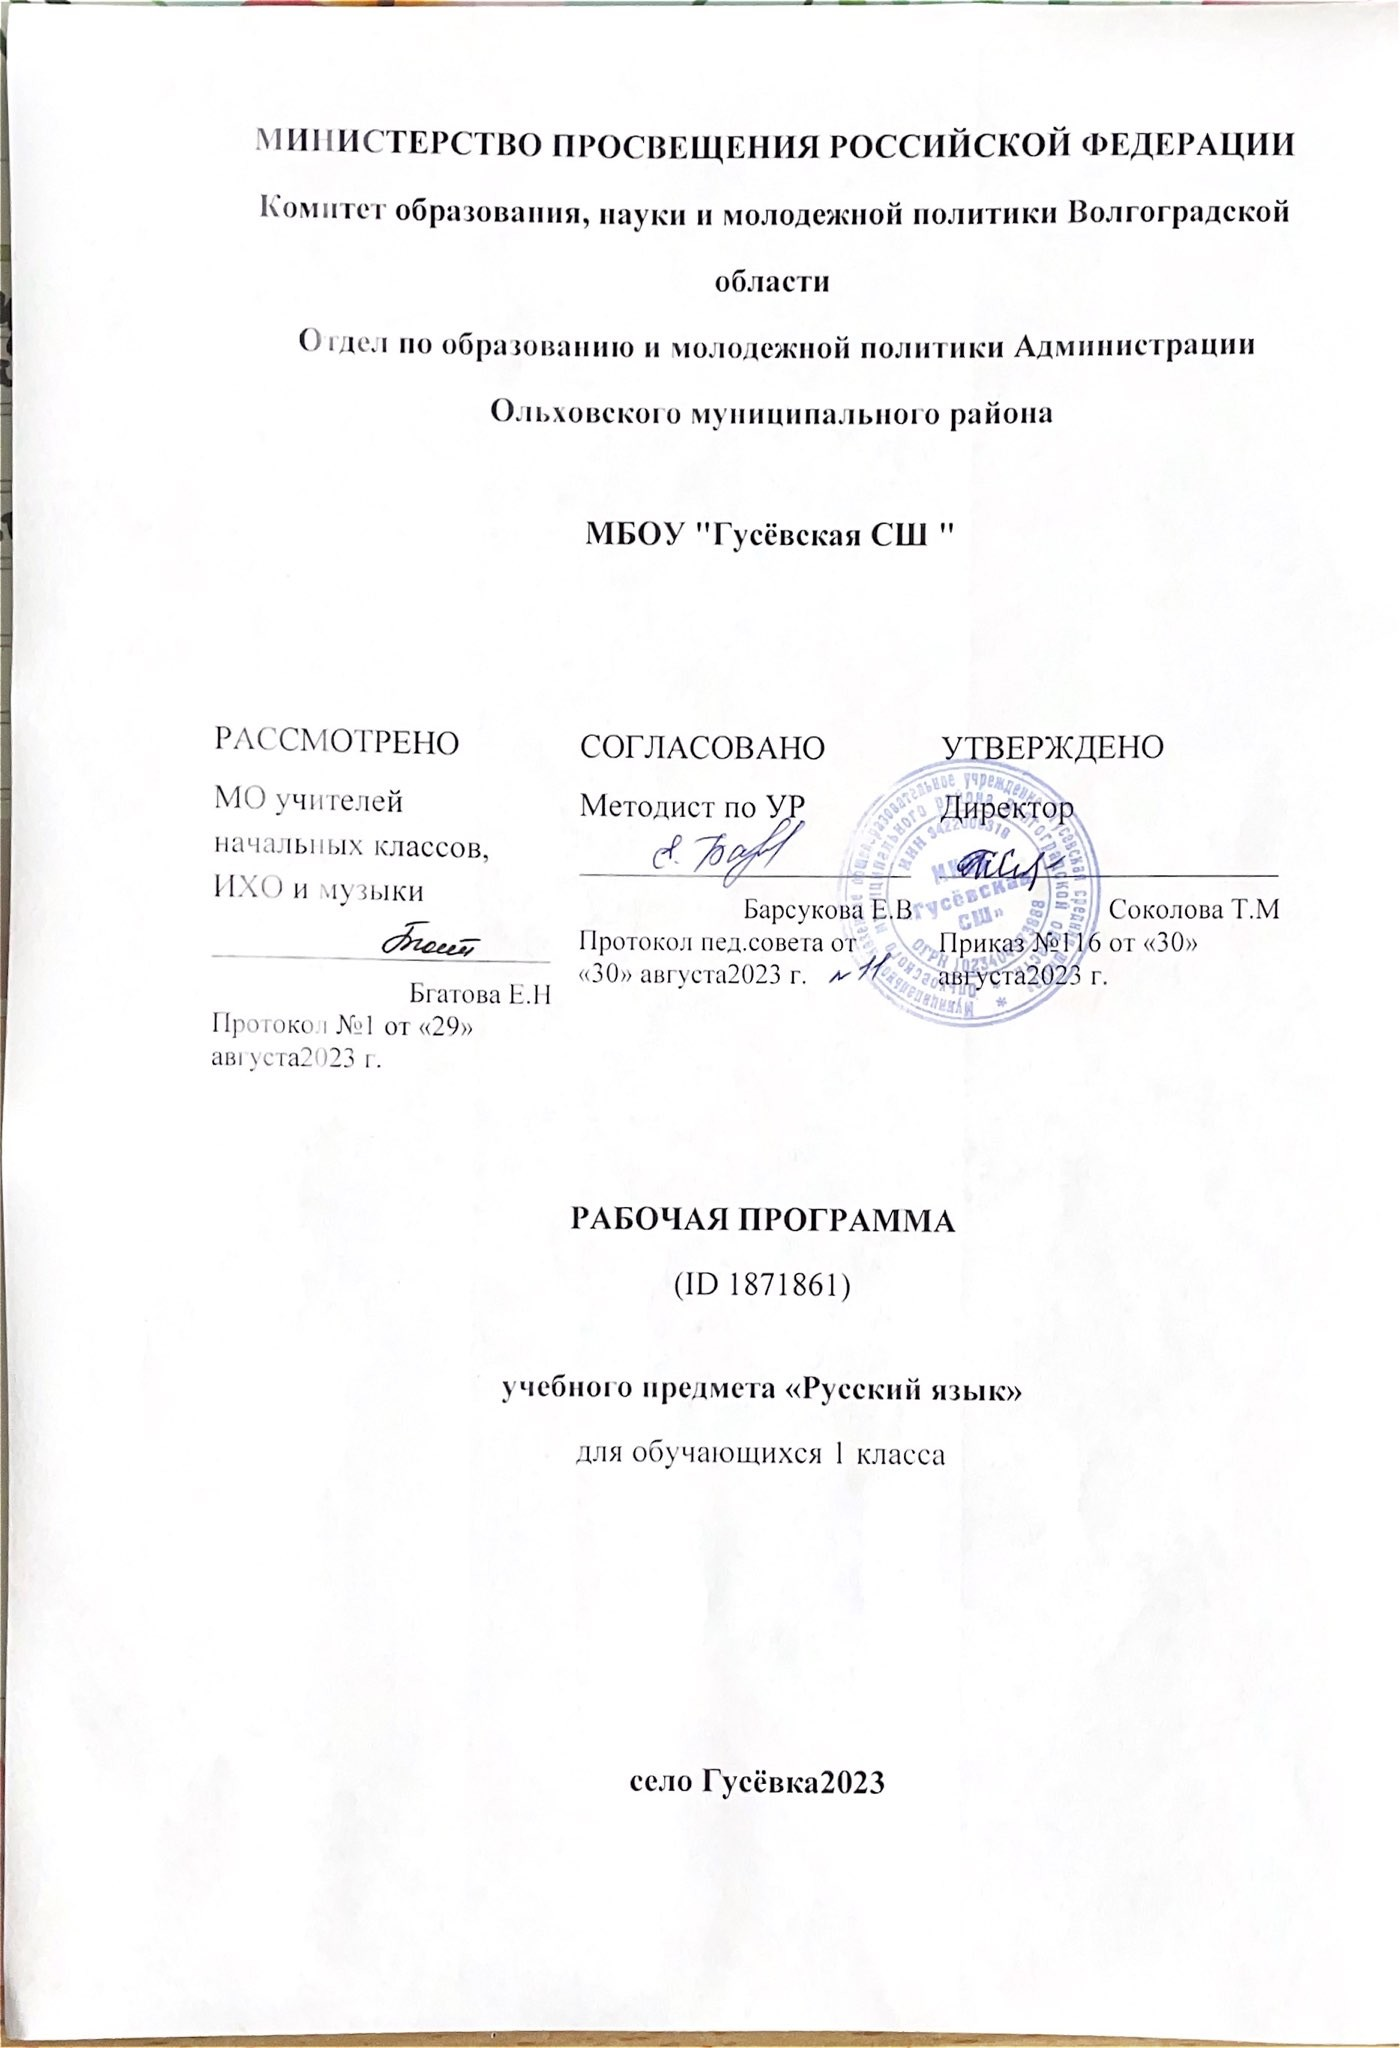 МИНИСТЕРСТВО ПРОСВЕЩЕНИЯ РОССИЙСКОЙ ФЕДЕРАЦИИ
Комитет образования, науки и молодежной политики Волгоградской
области
Отдел по образованию и молодежной политики Администрации
Ольховского муниципального района
МБОУ "Гусёвская СШ "
РАССМОТРЕНО
МО учителей
начальных классов,
ИХО и музыки
Бгатова Е.Н
Протокол №1 от «29»
августа2023 г.
СОГЛАСОВАНО
Методист по УР
Барсукова Е.В
Протокол пед.совета от
«30» августа2023 г. №11
УТВЕРЖДЕНО
Директор
Соколова Т.М
Приказ №116 от «30»
августа2023 г.
Гусёвская
СШ»
РАБОЧАЯ ПРОГРАММА
(ID 1871861)
учебного предмета «Русский язык»
для обучающихся 1 класса
село Гусёвка2023